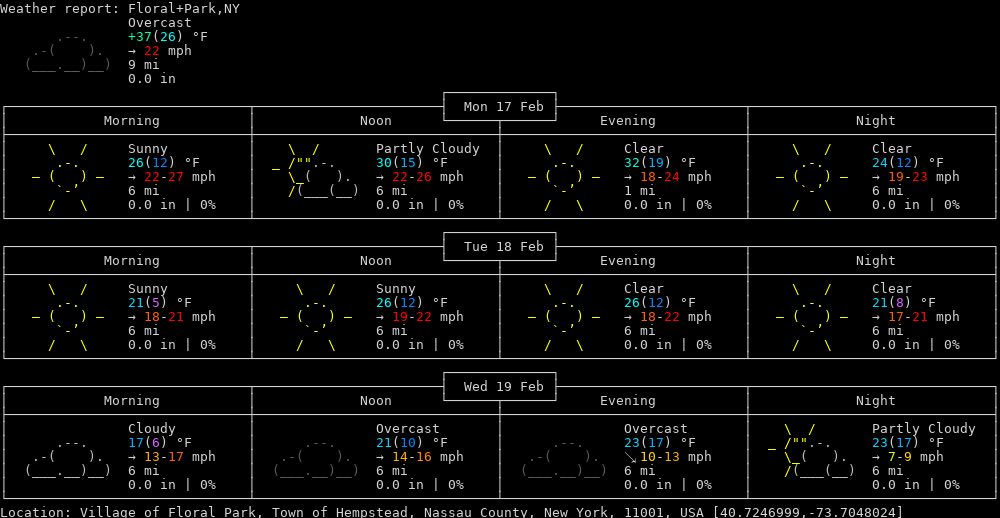 Weather report: Floral+Park,NY
Overcast
+37(26) °F
→ 22 mph
9 mi
0.0 in
Mon 17 Feb
Morning Noon Evening Night
Sunny Partly Cloudy Clear Clear
26(12) °F 30(15) °F 32(19) °F 24(12) °F
→ 22-27 mph → 22-26 mph → 18-24 mph → 19-23 mph
6 mi 6 mi 1 mi 6 mi
0.0 in | 0% 0.0 in | 0% 0.0 in | 0% 0.0 in | 0%
Tue 18 Feb
Morning Noon Evening Night
Sunny Sunny Clear Clear
21(5) °F 26(12) °F 26(12) °F 21(8) °F
→ 18-21 mph → 19-22 mph → 18-22 mph → 17-21 mph
6 mi 6 mi 6 mi 6 mi
0.0 in | 0% 0.0 in | 0% 0.0 in | 0% 0.0 in | 0%
Wed 19 Feb
Morning Noon Evening Night
Cloudy Overcast Overcast Partly Cloudy
17(6) °F 21(10) °F 23(17) °F 23(17) °F
→ 13-17 mph → 14-16 mph ↘ 10-13 mph → 7-9 mph
6 mi 6 mi 6 mi 6 mi
0.0 in | 0% 0.0 in | 0% 0.0 in | 0% 0.0 in | 0%
Location: Village of Floral Park, Town of Hempstead, Nassau County, New York, 11001, USA [40.7246999,-73.7048024]